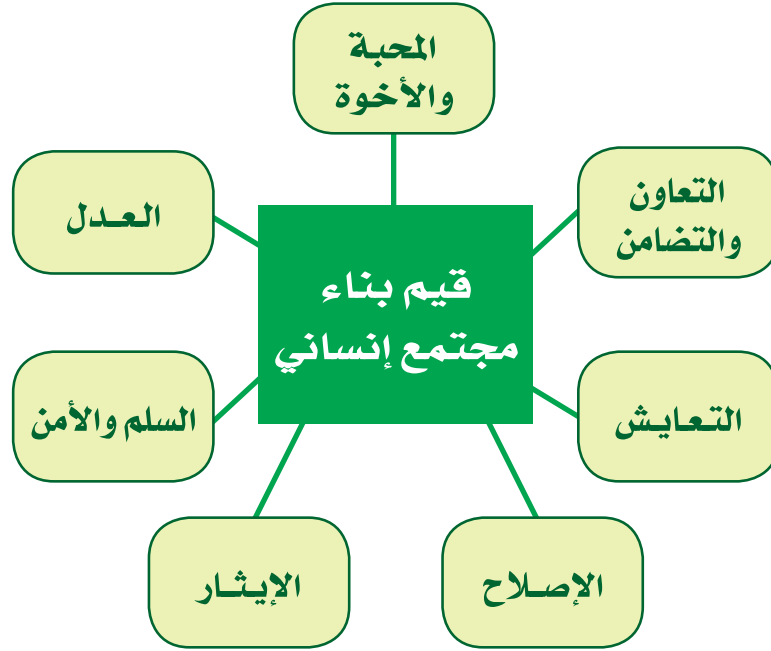 المحبة
والأخوة
التعاون
والتضامن
العدل
قيم بناء
مجتمع إنساني
التعايش
السلم والأمن
الإصلاح
الإيثار